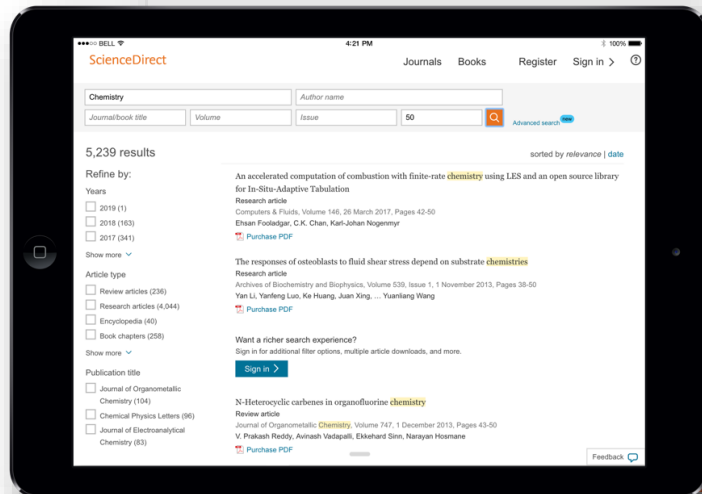 BELL
4:21 PM
100%
ScienceDirect
Journals Books Register Sign in >
Chemistry
Author name
Journal/book title
Volume
Issue
50
Advanced search
new
5,239 results
sorted by relevance | date
Refine by:
Years
2019 (1)
2018 (163)
2017 (341)
Show more
Article type
Review articles (236)
Research articles (4,044)
Encyclopedia (40)
Book chapters (258)
Show more
Publication title
Journal of Organometallic
Chemistry (104)
Chemical Physics Letters (96)
Journal of Electroanalytical
Chemistry (83)
An accelerated computation of combustion with finite-rate chemistry using LES and an open source library
for In-Situ-Adaptive Tabulation
Research article
Computers & Fluids, Volume 146, 26 March 2017, Pages 42-50
Ehsan Fooladgar, C.K. Chan, Karl-Johan Nogenmyr
Purchase PDF
The responses of osteoblasts to fluid shear stress depend on substrate chemistries
Research article
Archives of Biochemistry and Biophysics, Volume 539, Issue 1, 1 November 2013, Pages 38-50
Yan Li, Yanfeng Luo, Ke Huang, Juan Xing, ... Yuanliang Wang
Purchase PDF
Want a richer search experience?
Sign in for additional filter options, multiple article downloads, and more.
Sign in >
N-Heterocyclic carbenes in organofluorine chemistry
Review article
Journal of Organometallic Chemistry, Volume 747, 1 December 2013, Pages 43-50
V. Prakash Reddy, Avinash Vadapalli, Ekkehard Sinn, Narayan Hosmane
Purchase PDF
Feedback